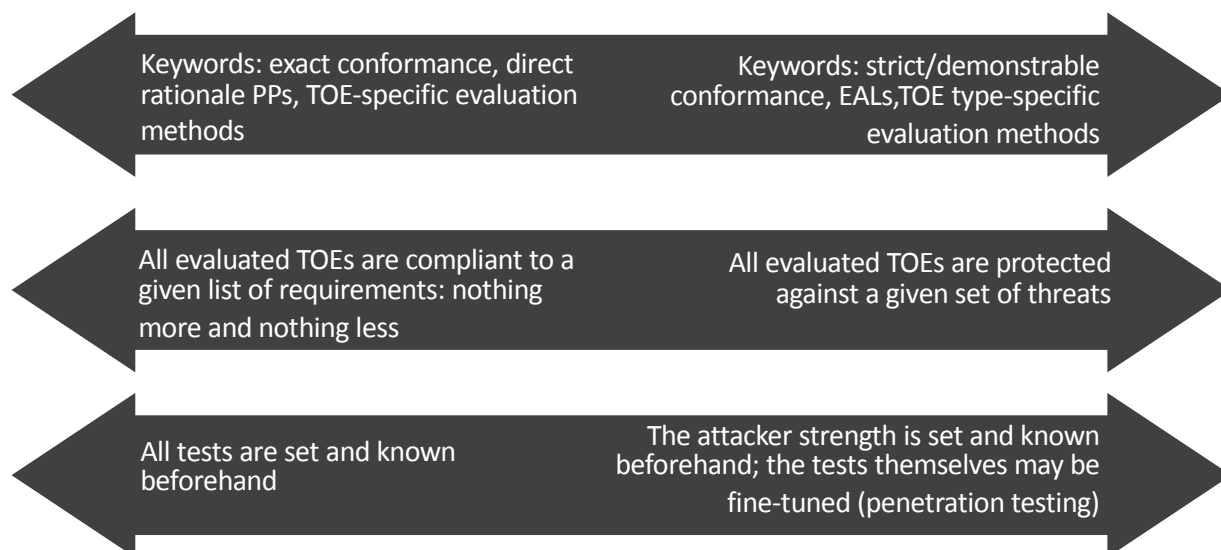 Keywords: exact conformance, direct
rationale PPs, TOE-specific evaluation
methods
Keywords: strict/demonstrable
conformance, EALs,TOE type-specific
evaluation methods
All evaluated TOEs are compliant to a
given list of requirements: nothing
more and nothing less
All evaluated TOEs are protected
against a given set of threats
All tests are set and known
beforehand
The attacker strength is set and known
beforehand; the tests themselves may be
fine-tuned (penetration testing)